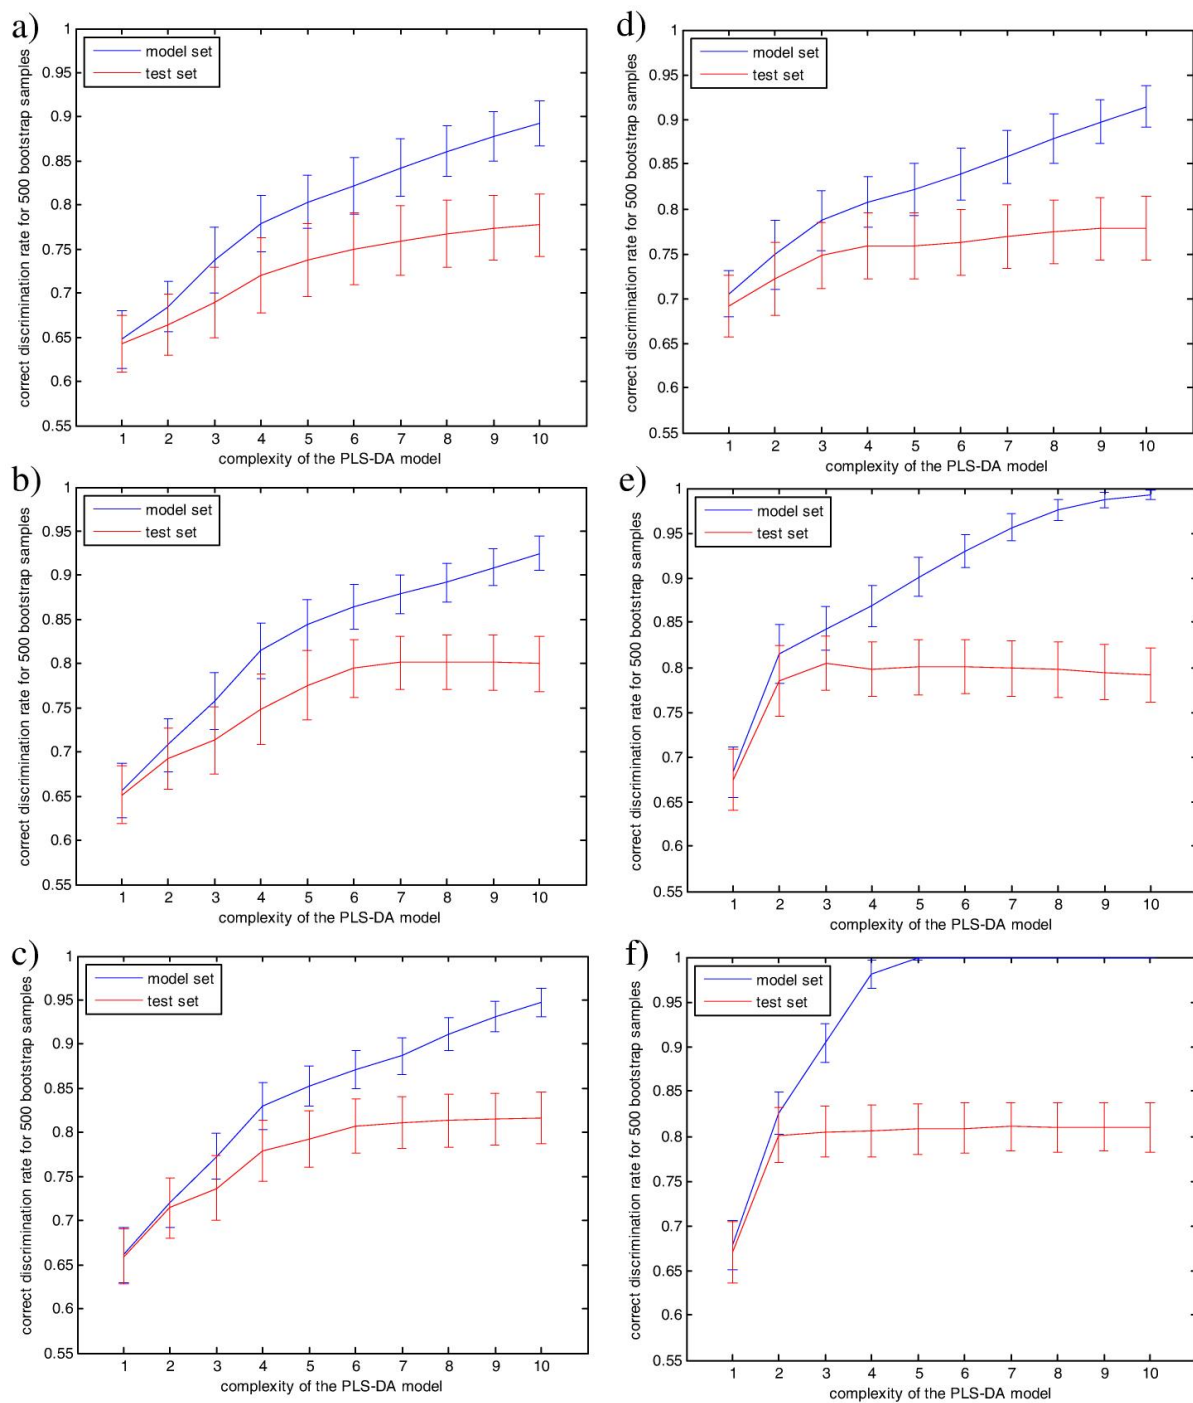 a)
1
0.95
0.9
0.85
0.8
0.75
0.7
0.65
0.6
0.55
correct discrimination rate for 500 bootstrap samples
model set
test set
1 2 3 4 5 6 7 8 9 10
complexity of the PLS-DA model
b)
1
0.95
0.9
0.85
0.8
0.75
0.7
0.65
0.6
0.55
correct discrimination rate for 500 bootstrap samples
model set
test set
1 2 3 4 5 6 7 8 9 10
complexity of the PLS-DA model
c)
1
0.95
0.9
0.85
0.8
0.75
0.7
0.65
0.6
0.55
correct discrimination rate for 500 bootstrap samples
model set
test set
1 2 3 4 5 6 7 8 9 10
complexity of the PLS-DA model
d)
1
0.95
0.9
0.85
0.8
0.75
0.7
0.65
0.6
0.55
correct discrimination rate for 500 bootstrap samples
model set
test set
1 2 3 4 5 6 7 8 9 10
complexity of the PLS-DA model
e)
1
0.95
0.9
0.85
0.8
0.75
0.7
0.65
0.6
0.55
correct discrimination rate for 500 bootstrap samples
model set
test set
1 2 3 4 5 6 7 8 9 10
complexity of the PLS-DA model
f)
1
0.95
0.9
0.85
0.8
0.75
0.7
0.65
0.6
0.55
correct discrimination rate for 500 bootstrap samples
model set
test set
1 2 3 4 5 6 7 8 9 10
complexity of the PLS-DA model